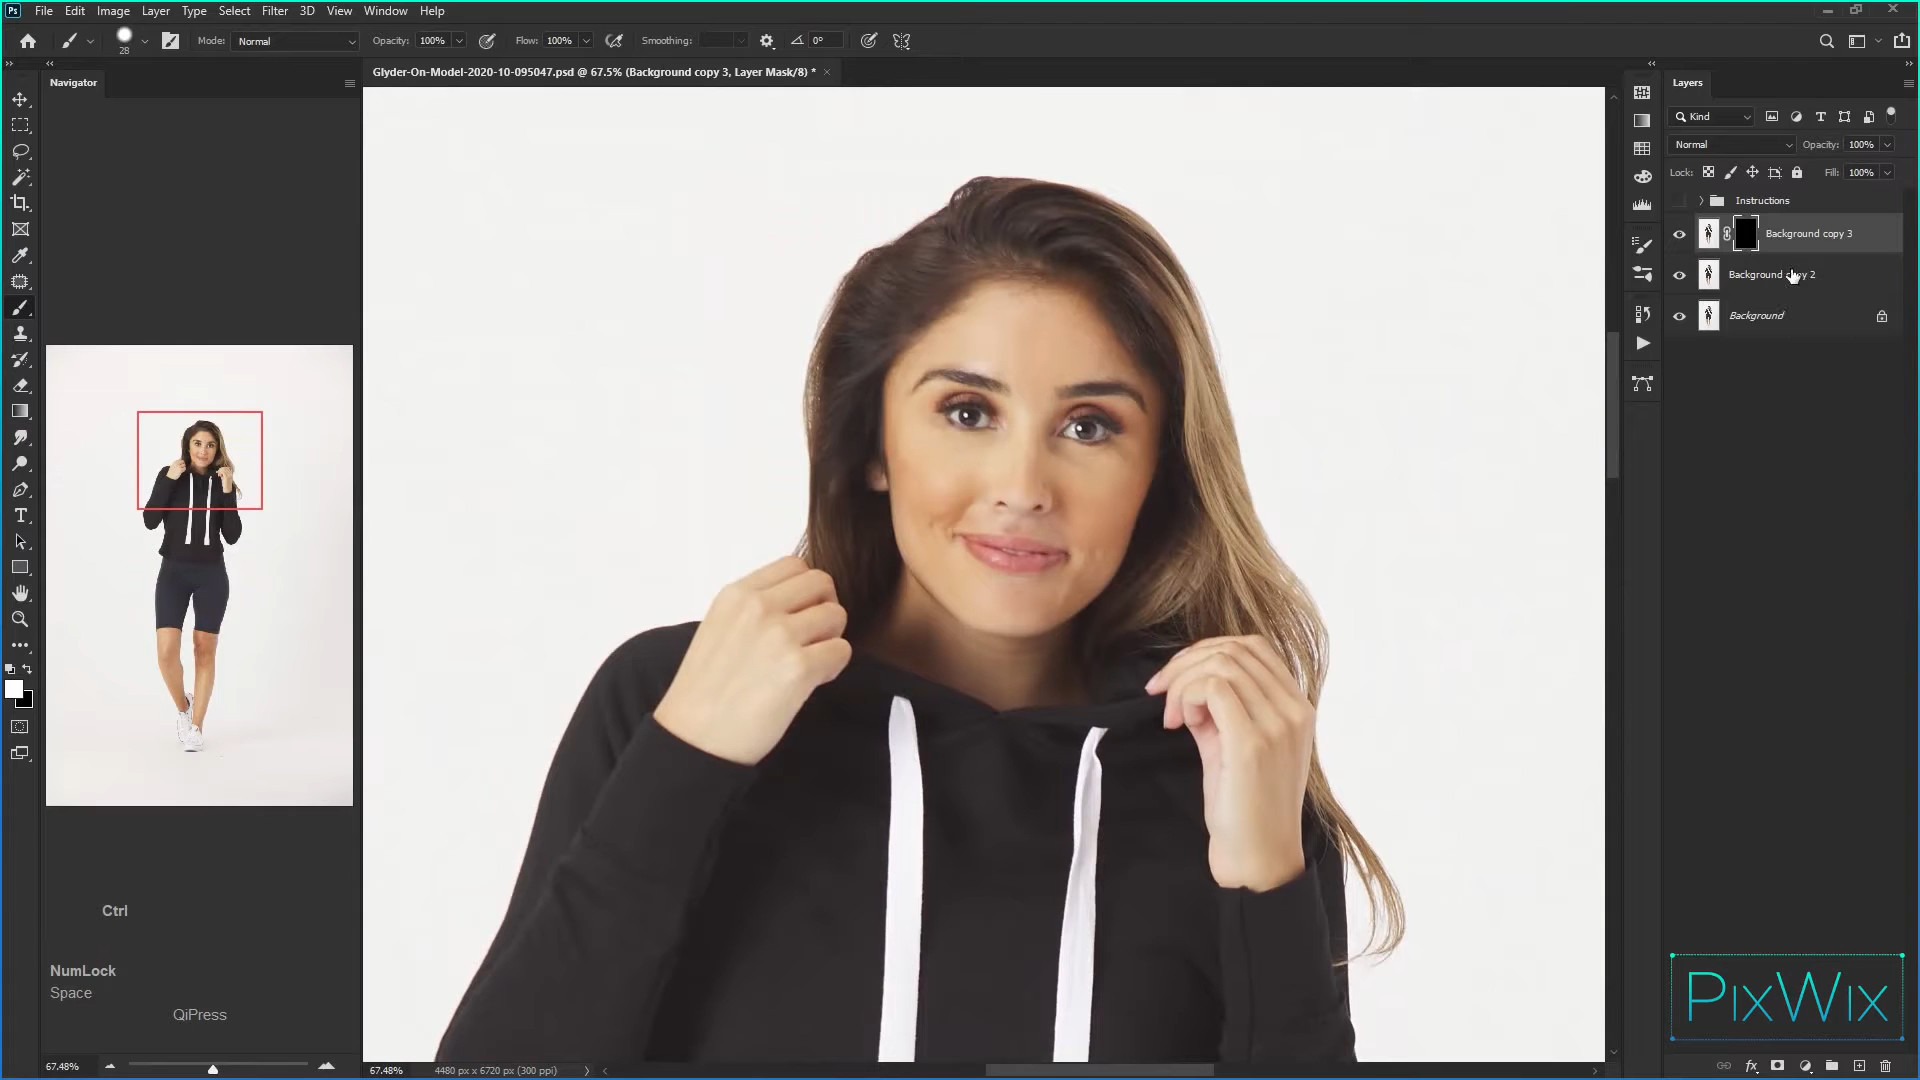 Ps File Edit Image Layer Type Select Filter 3D View Window Help
28 Mode: Normal Opacity: 100% Flow: 100% Smoothing: 0°
Navigator
Glyder-On-Model-2020-10-095047.psd @ 67.5% (Background copy 3, Layer Mask/8) * ×
Layers
Kind
Normal Opacity: 100%
Lock: Fill: 100%
Instructions
Background copy 3
Background copy 2
Background
Ctrl
NumLock
Space
QiPress
PixWix
67.48%
67.48% 4480 px x 6720 px (300 ppi)
fx